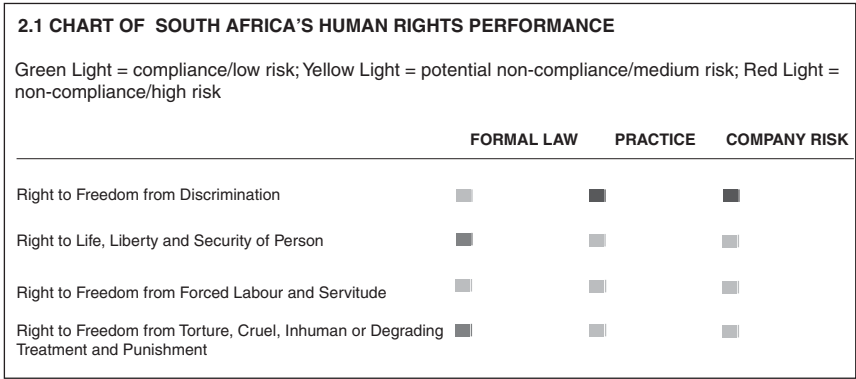 2.1 CHART OF SOUTH AFRICA'S HUMAN RIGHTS PERFORMANCE
Green Light = compliance/low risk; Yellow Light = potential non-compliance/medium risk; Red Light =
non-compliance/high risk
FORMAL LAW PRACTICE COMPANY RISK
Right to Freedom from Discrimination
Right to Life, Liberty and Security of Person
Right to Freedom from Forced Labour and Servitude
Right to Freedom from Torture, Cruel, Inhuman or Degrading
Treatment and Punishment